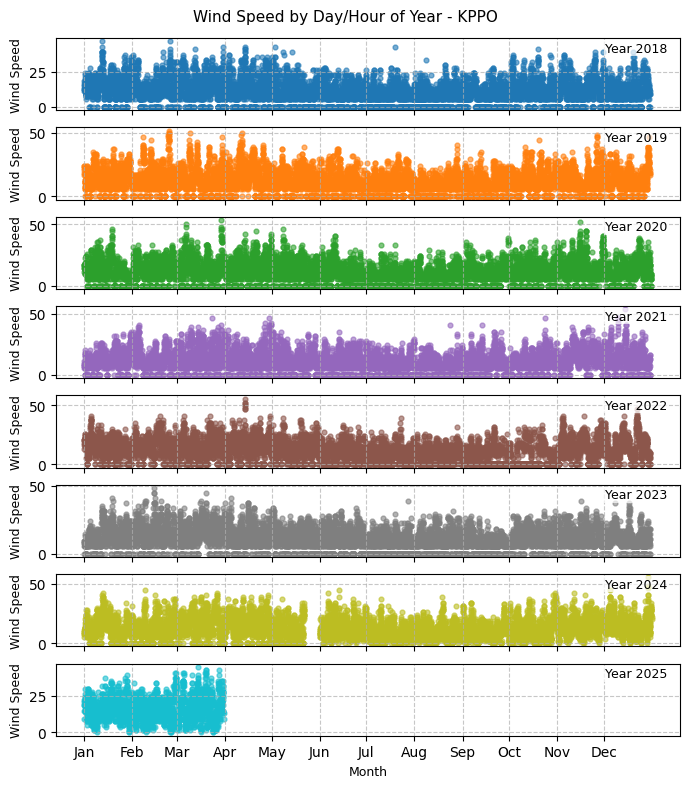 Wind Speed by Day/Hour of Year - KPPO
Wind Speed
25
0
Year 2018
Wind Speed
50
0
Year 2019
Wind Speed
50
0
Year 2020
Wind Speed
50
0
Year 2021
Wind Speed
50
0
Year 2022
Wind Speed
50
0
Year 2023
Wind Speed
50
0
Year 2024
Wind Speed
25
0
Year 2025
Jan Feb Mar Apr May Jun Jul Aug Sep Oct Nov Dec
Month